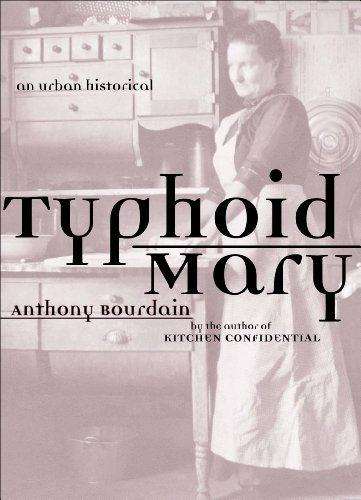 an urban historical
Typhoid
Mary
Anthony Bourdain
by the author of
KITCHEN CONFIDENTIAL